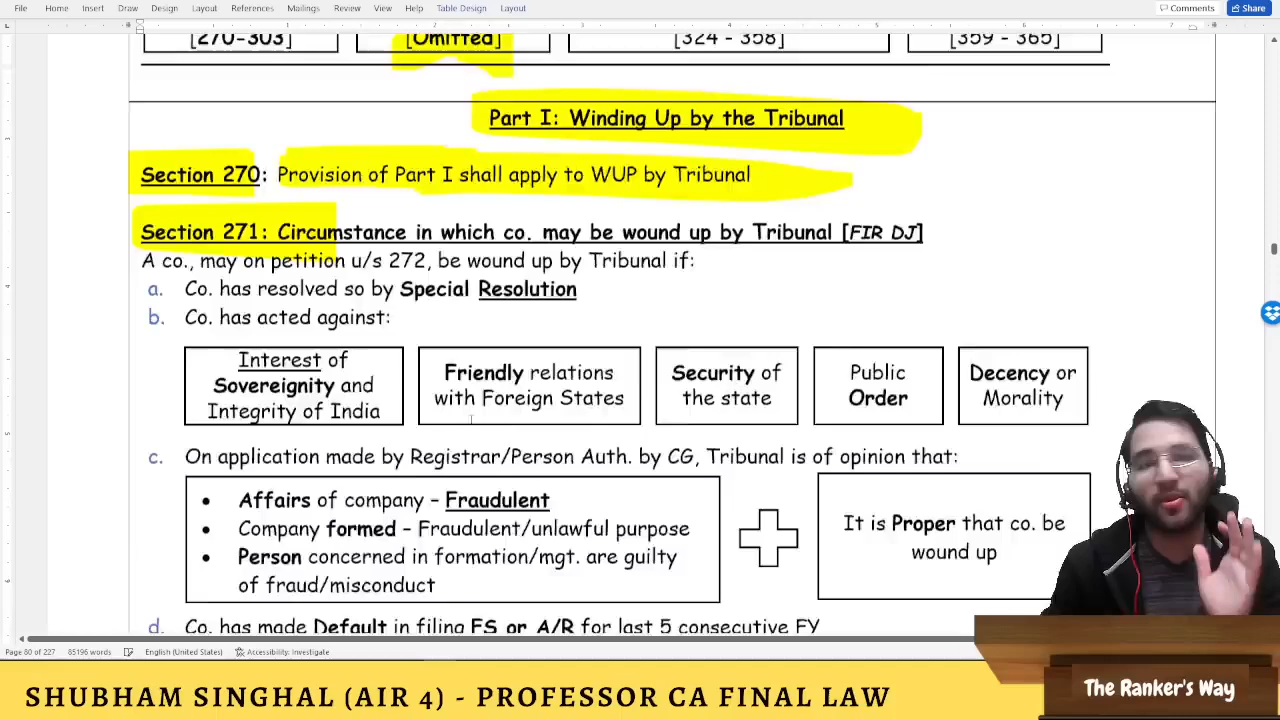 File Home Insert Draw Design Layout References Mailings Review View Help Table Design Layout Comments Share
[270-303] [Omitted] [324 - 358] [359 - 365]
Part I: Winding Up by the Tribunal
Section 270: Provision of Part I shall apply to WUP by Tribunal
Section 271: Circumstance in which co. may be wound up by Tribunal [FIR DJ]
A co., may on petition u/s 272, be wound up by Tribunal if:
a. Co. has resolved so by Special Resolution
b. Co. has acted against:
Interest of
Sovereignity and
Integrity of India
Friendly relations
with Foreign States
Security of
the state
Public
Order
Decency or
Morality
c. On application made by Registrar/Person Auth. by CG, Tribunal is of opinion that:
• Affairs of company – Fraudulent
• Company formed – Fraudulent/unlawful purpose
• Person concerned in formation/mgt. are guilty
of fraud/misconduct
It is Proper that co. be
wound up
d. Co. has made Default in filing FS or A/R for last 5 consecutive FY
Page 80 of 227 85196 words English (United States) Accessibility: Investigate
SHUBHAM SINGHAL (AIR 4) - PROFESSOR CA FINAL LAW
The Ranker's Way